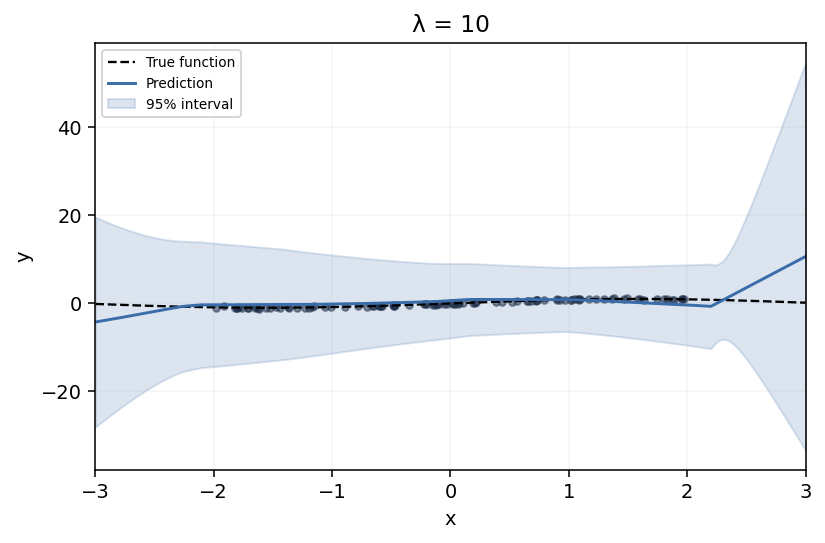 λ = 10
True function
Prediction
95% interval
40
20
0
−20
y
−3
−2
−1
0
1
2
3
x